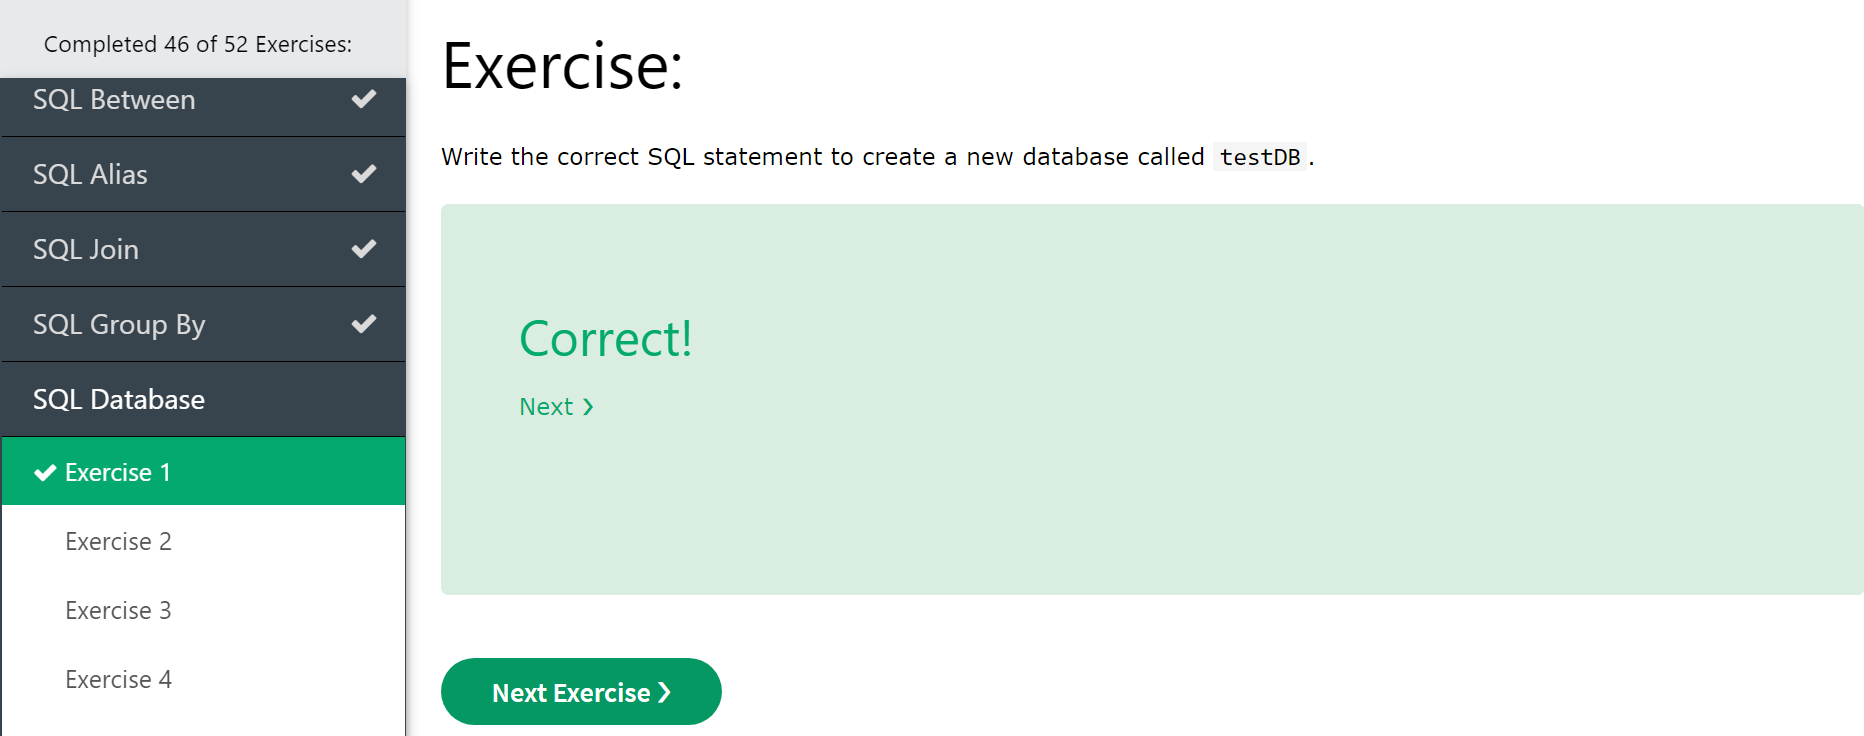 Completed 46 of 52 Exercises:
SQL Between
SQL Alias
SQL Join
SQL Group By
SQL Database
Exercise 1
Exercise 2
Exercise 3
Exercise 4
Exercise:
Write the correct SQL statement to create a new database called testDB.
Correct!
Next ❯
Next Exercise ❯